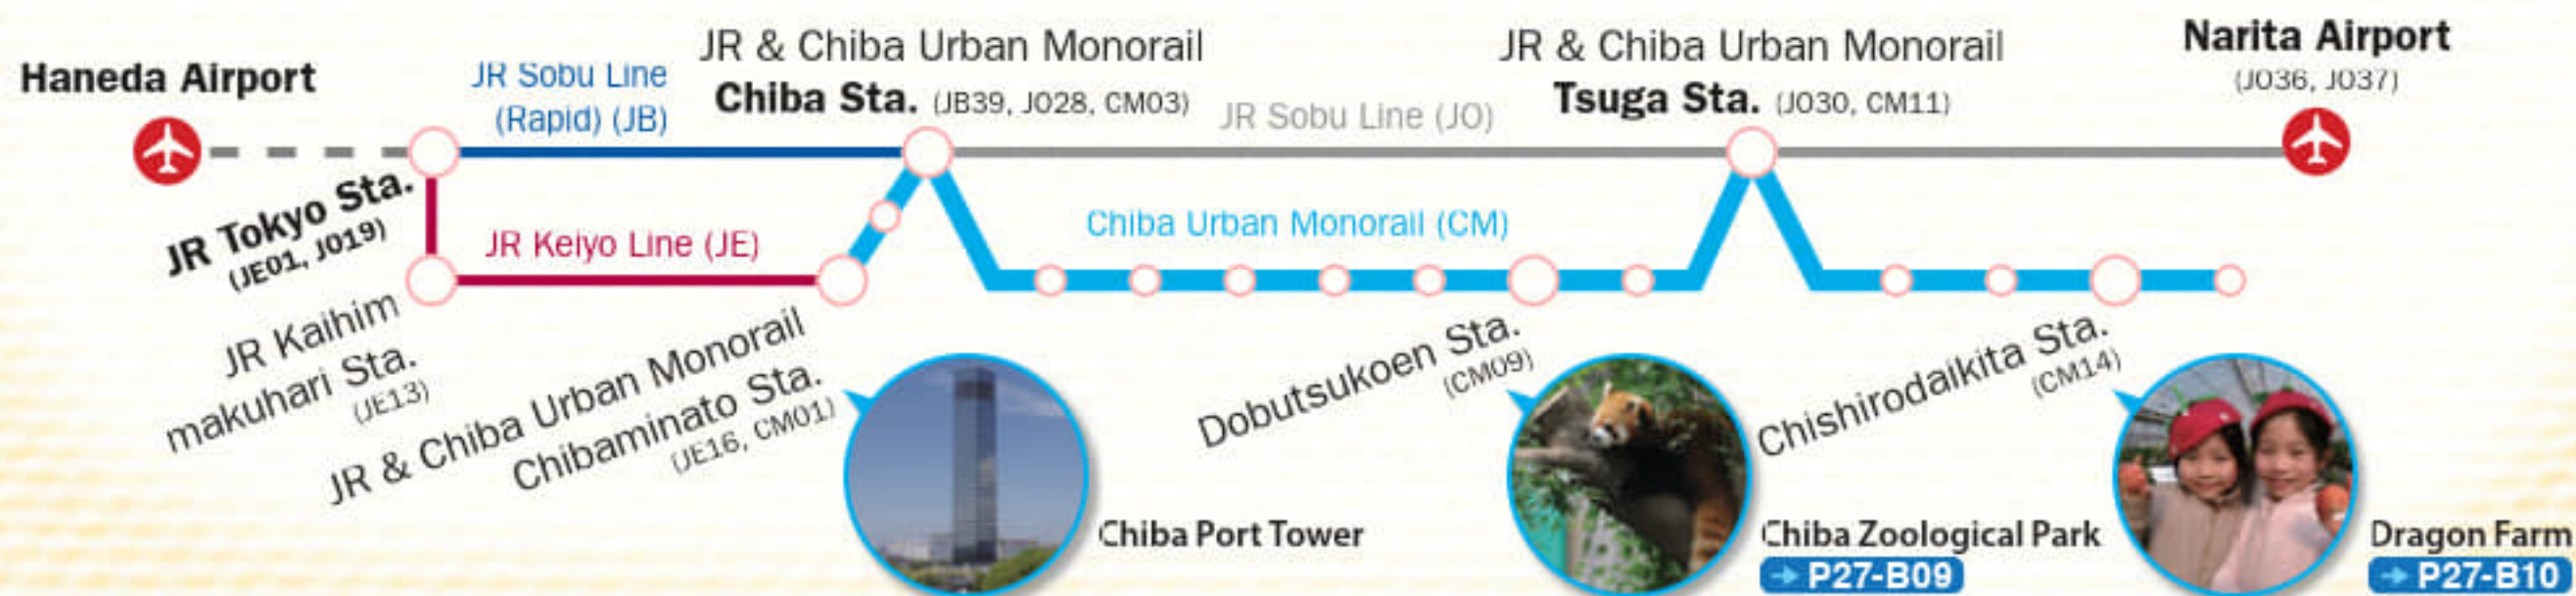 Haneda Airport
JR Sobu Line
(Rapid) (JB)
JR & Chiba Urban Monorail
Chiba Sta. (JB39, JO28, CM03)
JR Sobu Line (JO)
JR & Chiba Urban Monorail
Tsuga Sta. (JO30, CM11)
Narita Airport
(JO36, JO37)
JR Tokyo Sta.
(JE01, JO19)
JR Keiyo Line (JE)
Chiba Urban Monorail (CM)
JR Kaihim
makuhari Sta.
(JE13)
JR & Chiba Urban Monorail
Chibaminato Sta.
(JE16, CM01)
Dobutsukoen Sta.
(CM09)
Chishirodaikita Sta.
(CM14)
Chiba Port Tower
Chiba Zoological Park
→ P27-B09
Dragon Farm
→ P27-B10